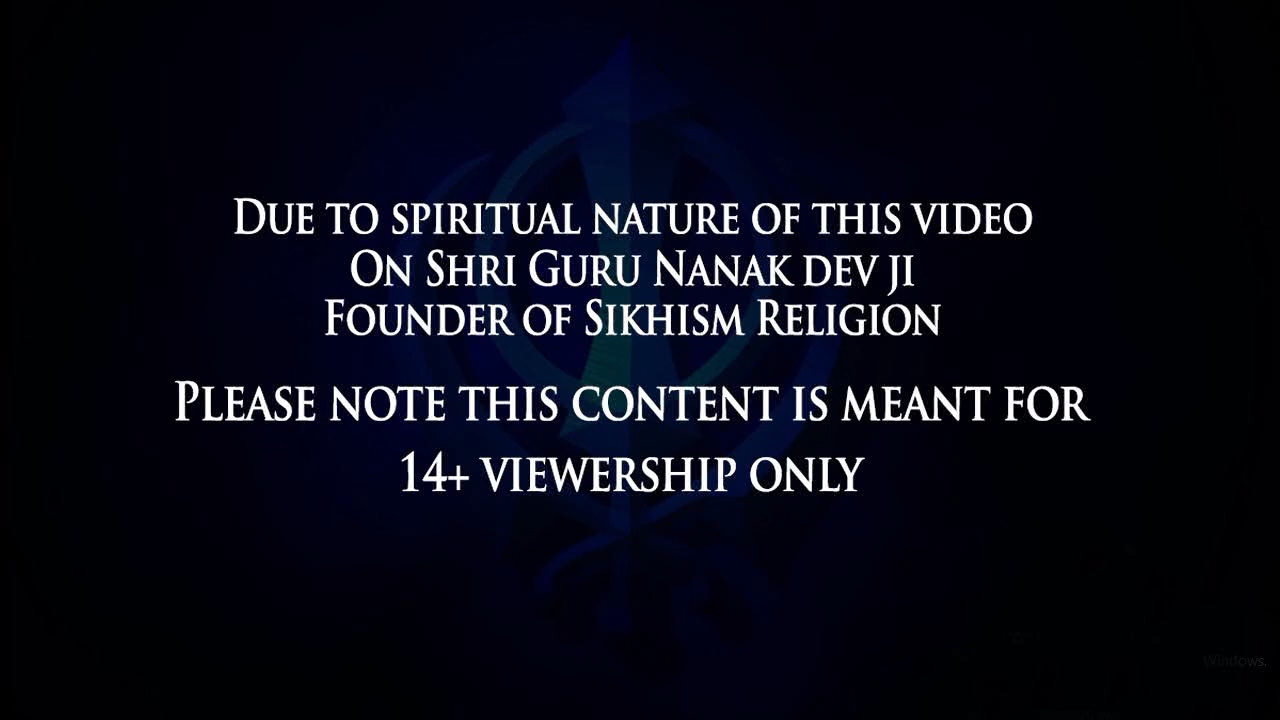 Due to spiritual nature of this video
On Shri Guru Nanak dev ji
Founder of Sikhism Religion
Please note this content is meant for
14+ viewership only
Windows.